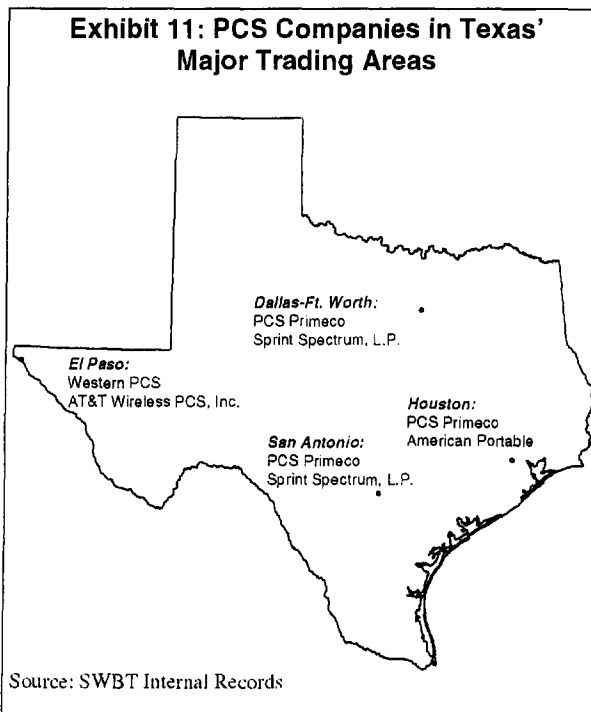 Exhibit 11: PCS Companies in Texas'
Major Trading Areas
Dallas-Ft. Worth:
PCS Primeco
Sprint Spectrum, L.P.
El Paso:
Western PCS
AT&T Wireless PCS, Inc.
Houston:
PCS Primeco
American Portable
San Antonio:
PCS Primeco
Sprint Spectrum, L.P.
Source: SWBT Internal Records